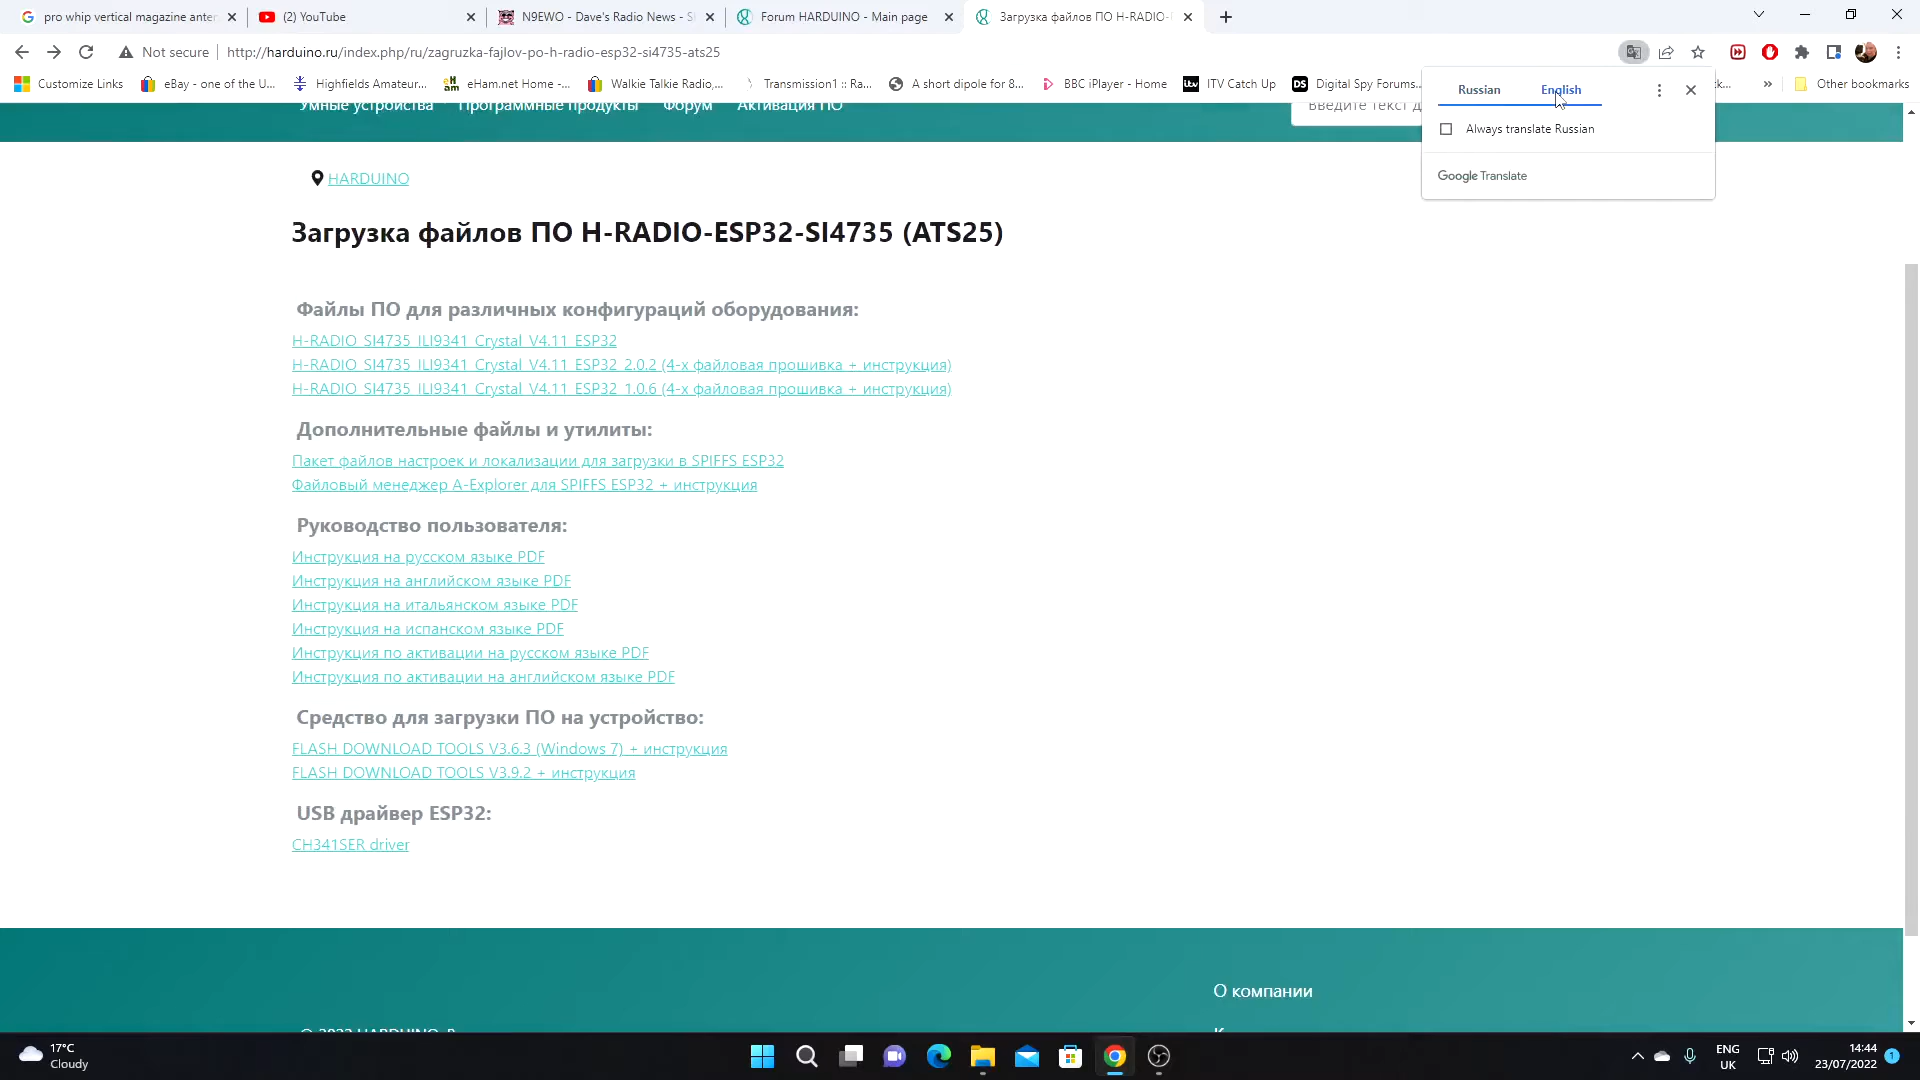 pro whip vertical magazine anter
(2) YouTube
N9EWO - Dave's Radio News - S
Forum HARDUINO - Main page
Загрузка файлов ПО H-RADIO-
Not secure
http://harduino.ru/index.php/ru/zagruzka-fajlov-po-h-radio-esp32-si4735-ats25
Customize Links
eBay - one of the U...
Highfields Amateur...
eHam.net Home -...
Walkie Talkie Radio,...
Transmission1 :: Ra...
A short dipole for 8...
BBC iPlayer - Home
ITV Catch Up
Digital Spy Forums...
ck...
Other bookmarks
Умные устройства Программные продукты Форум Активация ПО
Введите текст д
Russian English
Always translate Russian
Google Translate
HARDUINO
Загрузка файлов ПО H-RADIO-ESP32-SI4735 (ATS25)
Файлы ПО для различных конфигураций оборудования:
H-RADIO_SI4735_ILI9341_Crystal_V4.11_ESP32
H-RADIO_SI4735_ILI9341_Crystal_V4.11_ESP32_2.0.2 (4-х файловая прошивка + инструкция)
H-RADIO_SI4735_ILI9341_Crystal_V4.11_ESP32_1.0.6 (4-х файловая прошивка + инструкция)
Дополнительные файлы и утилиты:
Пакет файлов настроек и локализации для загрузки в SPIFFS ESP32
Файловый менеджер A-Explorer для SPIFFS ESP32 + инструкция
Руководство пользователя:
Инструкция на русском языке PDF
Инструкция на английском языке PDF
Инструкция на итальянском языке PDF
Инструкция на испанском языке PDF
Инструкция по активации на русском языке PDF
Инструкция по активации на английском языке PDF
Средство для загрузки ПО на устройство:
FLASH DOWNLOAD TOOLS V3.6.3 (Windows 7) + инструкция
FLASH DOWNLOAD TOOLS V3.9.2 + инструкция
USB драйвер ESP32:
CH341SER driver
О компании
17°C
Cloudy
ENG
UK
14:44
23/07/2022
1